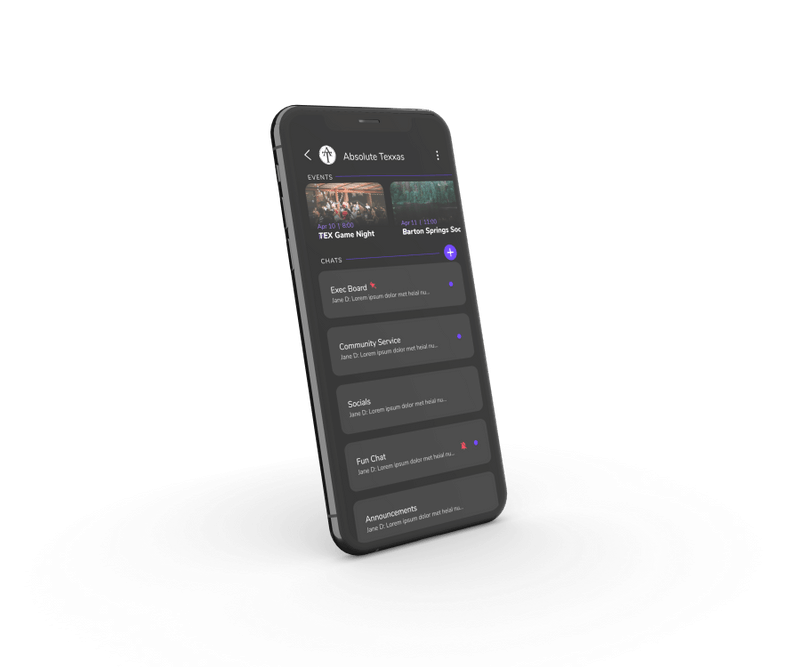 Absolute Texxas
EVENTS
Apr 10 | 8:00
TEX Game Night
Apr 11 | 11:00
Barton Springs Soc
CHATS
Exec Board
Jane D: Lorem ipsum dolor met heial nu...
Community Service
Jane D: Lorem ipsum dolor met heial nu...
Socials
Jane D: Lorem ipsum dolor met heial nu...
Fun Chat
Jane D: Lorem ipsum dolor met heial nu...
Announcements
Jane D: Lorem ipsum dolor met heial nu...